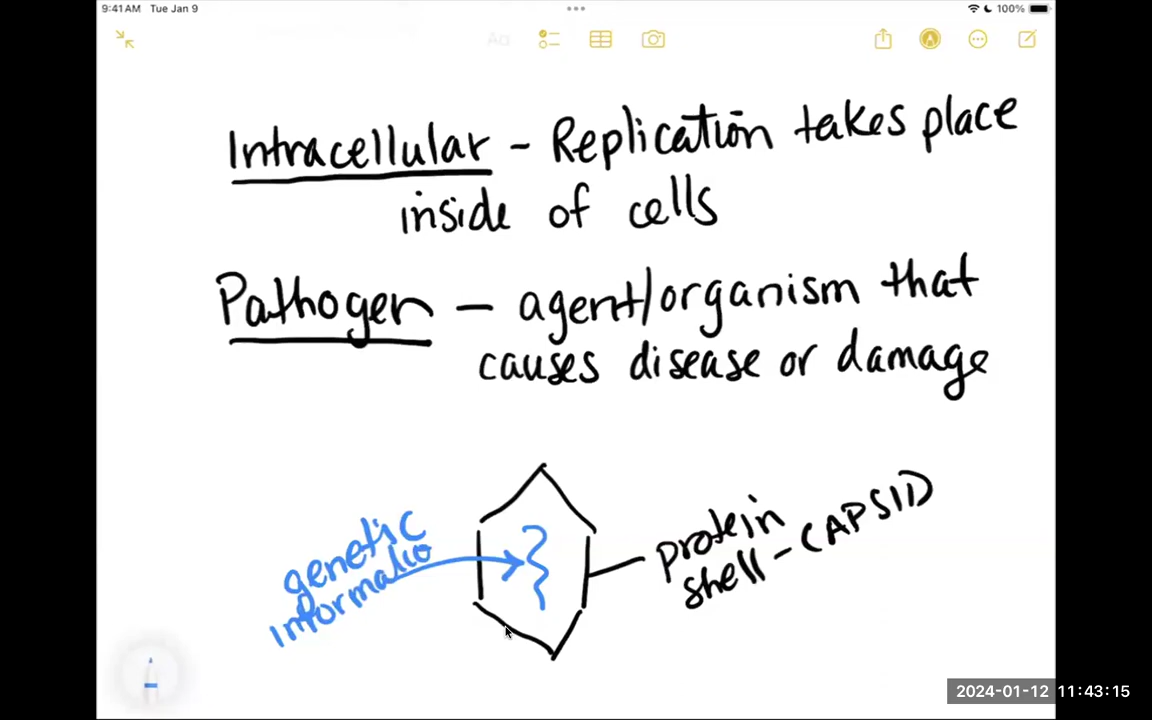 9:41 AM Tue Jan 9
100%
Aa
Intracellular - Replication takes place
inside of cells
Pathogen - agent/organism that
causes disease or damage
genetic
informatio
protein
shell - CAPSID
2024-01-12 11:43:15